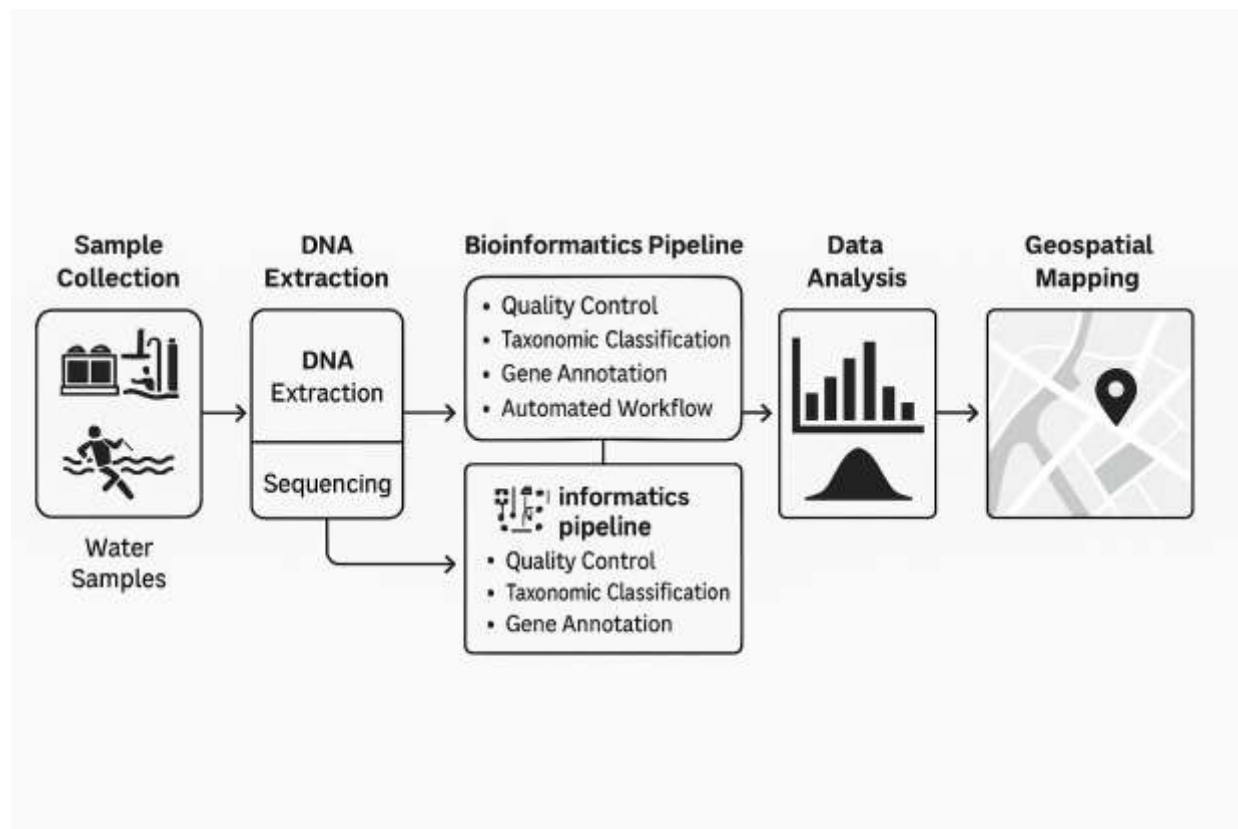 Sample
Collection
Water
Samples
DNA
Extraction
DNA
Extraction
Sequencing
Bioinformaitics Pipeline
• Quality Control
• Taxonomic Classification
• Gene Annotation
• Automated Workflow
informatics
pipeline
• Quality Control
• Taxonomic Classification
• Gene Annotation
Data
Analysis
Geospatial
Mapping